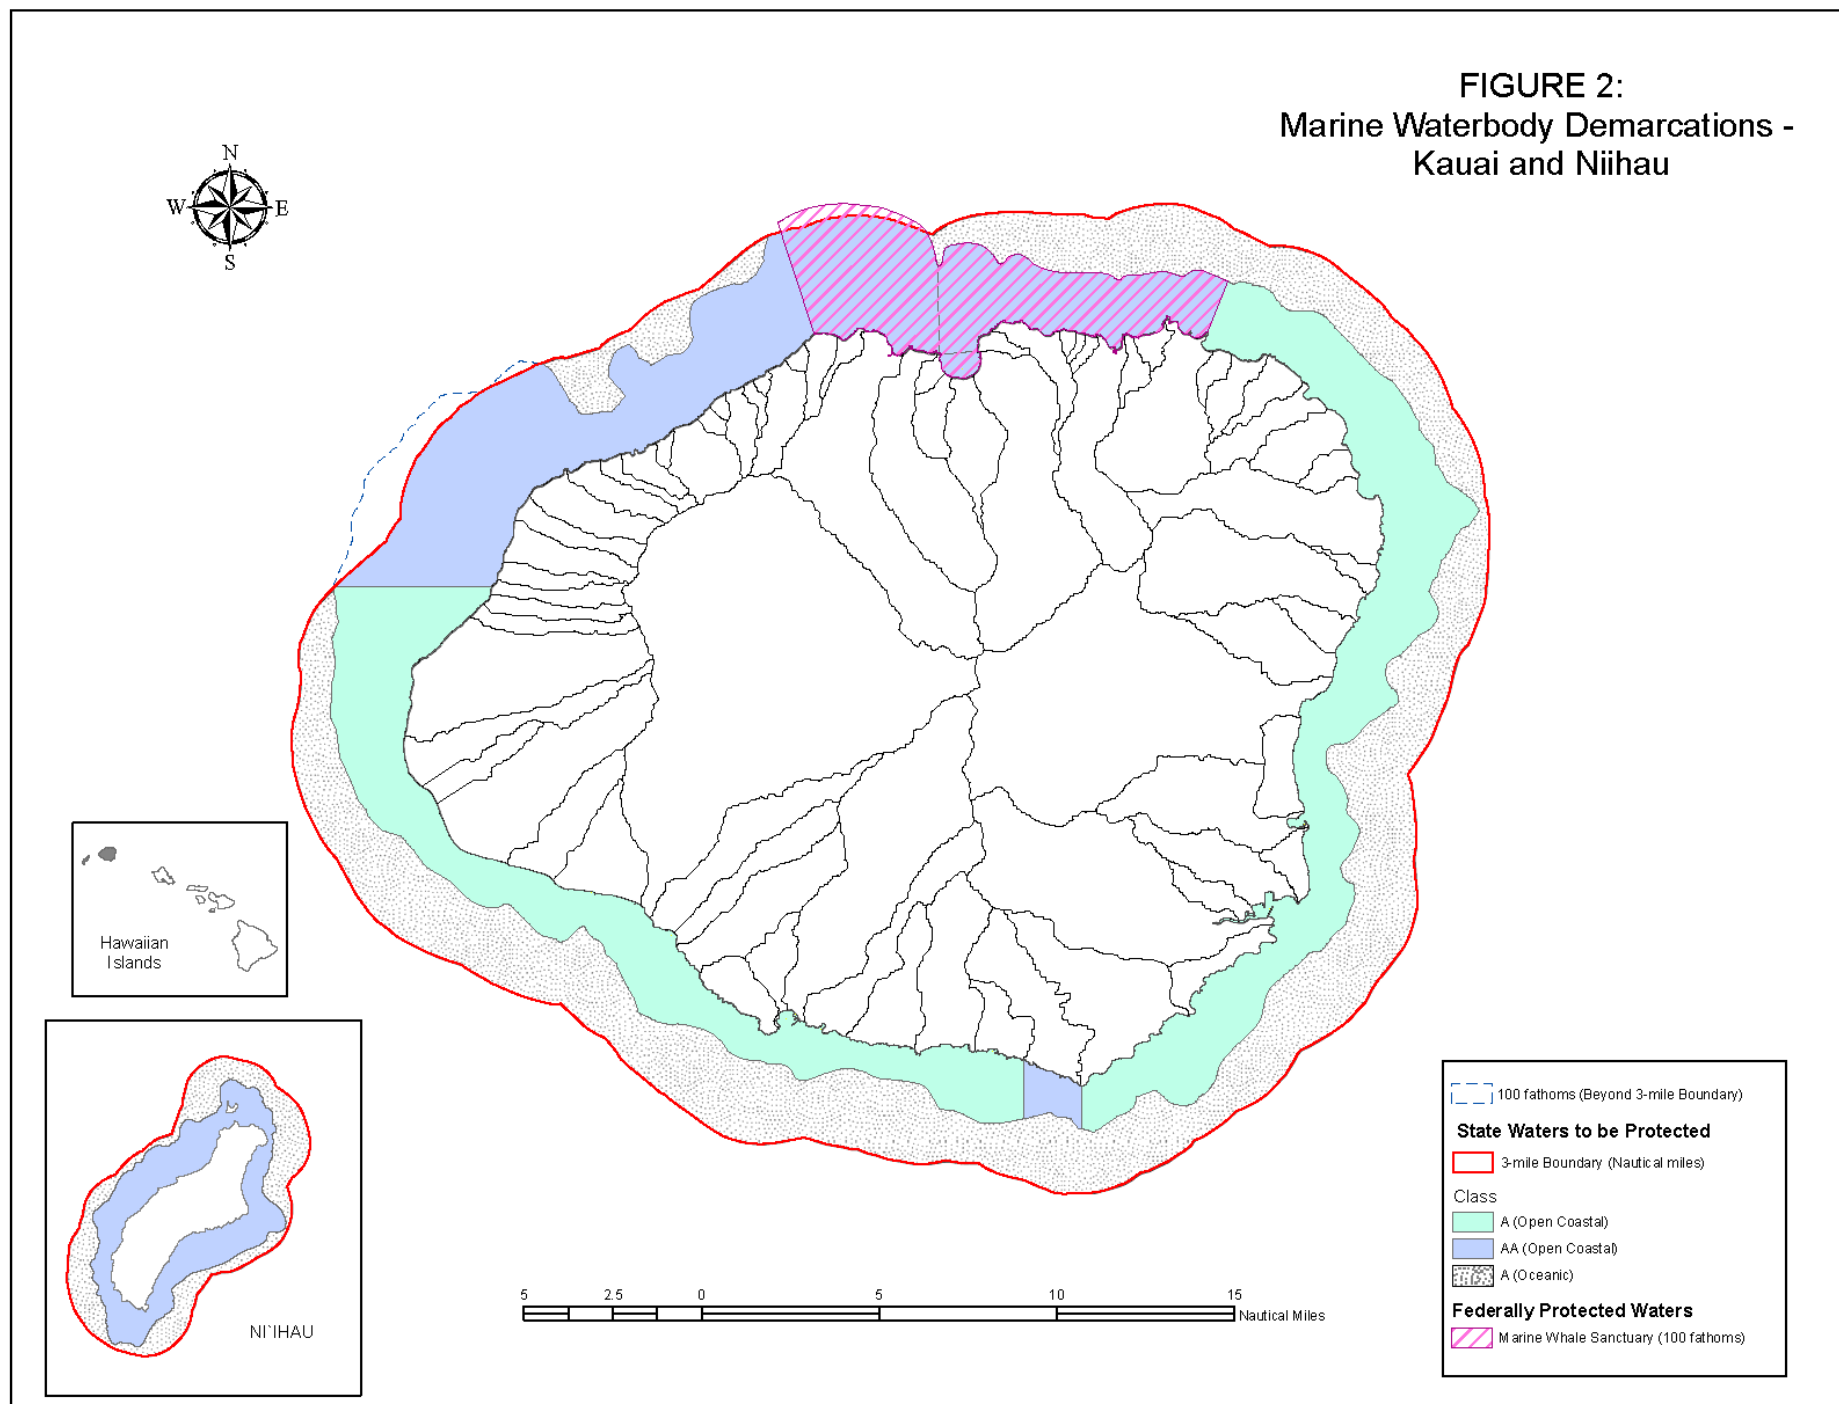 FIGURE 2:
Marine Waterbody Demarcations -
Kauai and Niihau
N
W
E
S
Hawaiian
Islands
NI`IHAU
5 2.5 0 5 10 15
Nautical Miles
100 fathoms (Beyond 3-mile Boundary)
State Waters to be Protected
3-mile Boundary (Nautical miles)
Class
A (Open Coastal)
AA (Open Coastal)
A (Oceanic)
Federally Protected Waters
Marine Whale Sanctuary (100 fathoms)